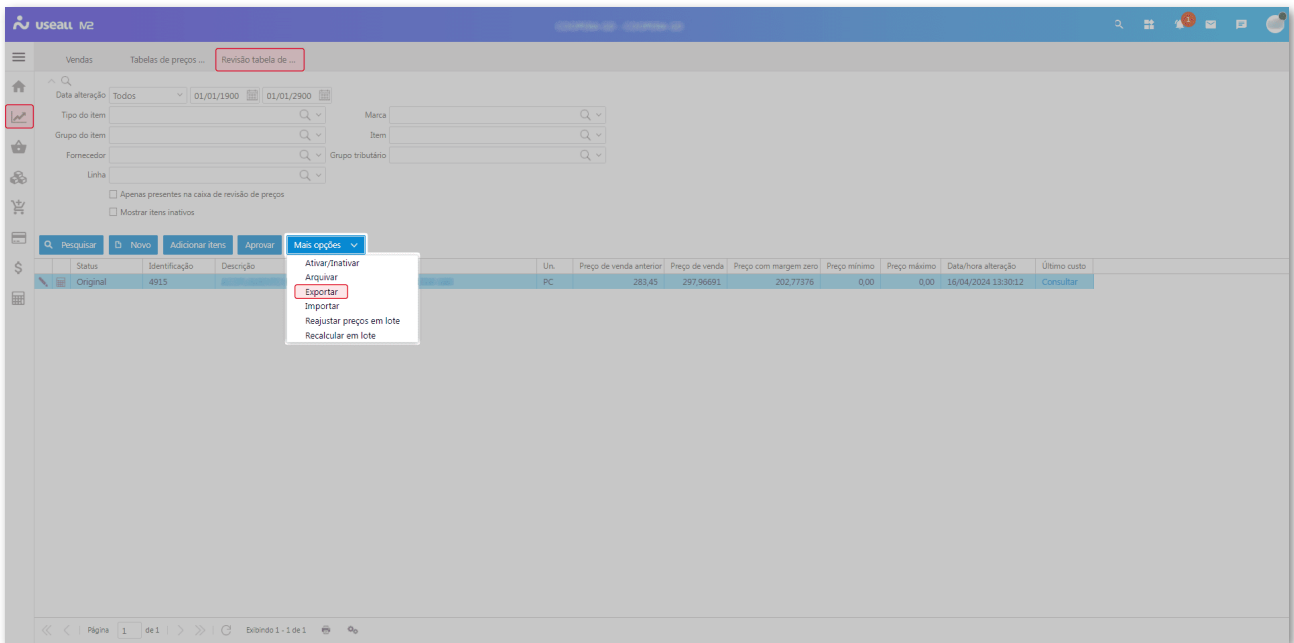 useall M2
1
Vendas Tabelas de preços ... Revisão tabela de ...
Data alteração Todos 01/01/1900 01/01/2900
Tipo do item Marca
Grupo do item Item
Fornecedor Grupo tributário
Linha
Apenas presentes na caixa de revisão de preços
Mostrar itens inativos
Pesquisar Novo Adicionar itens Aprovar Mais opções
Status Identificação Descrição Un. Preço de venda anterior Preço de venda Preço com margem zero Preço mínimo Preço máximo Data/hora alteração Último custo
Original 4915 PC 283,45 297,96691 202,77376 0,00 0,00 16/04/2024 13:30:12 Consultar
Ativar/Inativar
Arquivar
Exportar
Importar
Reajustar preços em lote
Recalcular em lote
Página 1 de 1 Exibindo 1 - 1 de 1